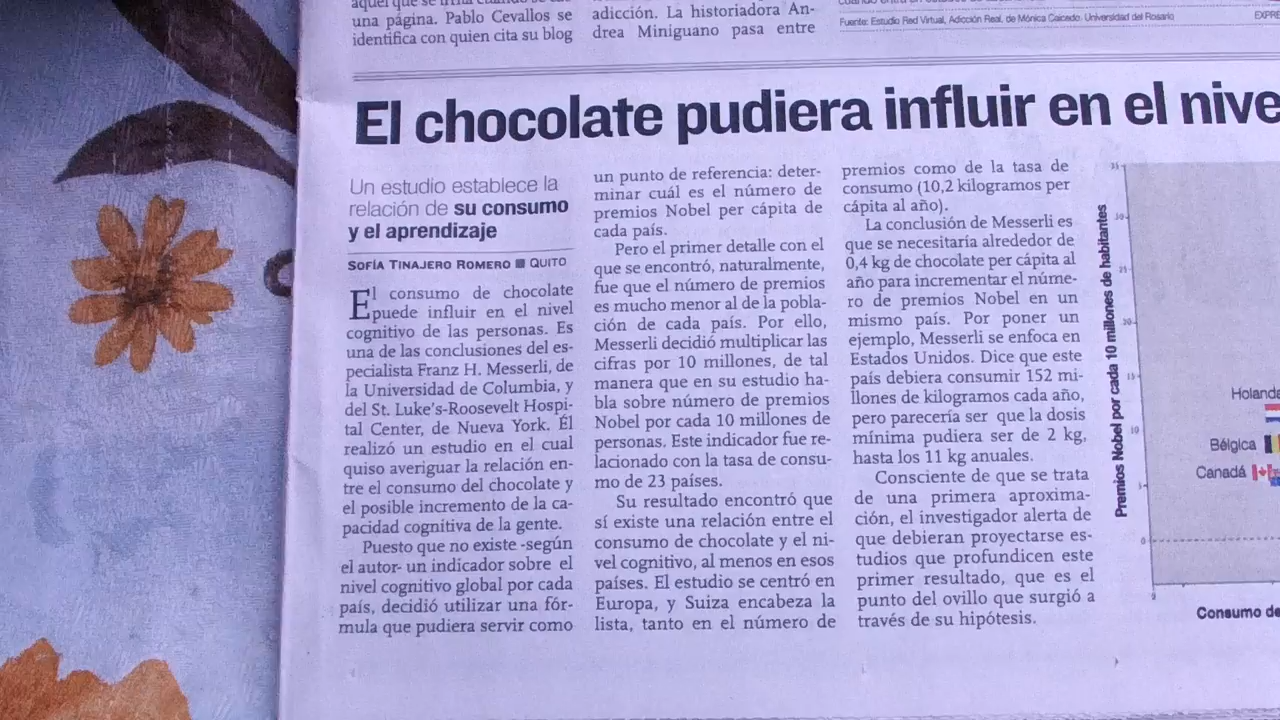 una página. Pablo Cevallos se
identifica con quien cita su blog
adicción. La historiadora An-
drea Miniguano pasa entre
Fuente: Estudio Red Virtual, Adicción Real, de Mónica Caicedo. Universidad del Rosario
El chocolate pudiera influir en el nive
Un estudio establece la
relación de su consumo
y el aprendizaje
SOFÍA TINAJERO ROMERO ■ QUITO
El consumo de chocolate
puede influir en el nivel
cognitivo de las personas. Es
una de las conclusiones del es-
pecialista Franz H. Messerli, de
la Universidad de Columbia, y
del St. Luke's-Roosevelt Hospi-
tal Center, de Nueva York. Él
realizó un estudio en el cual
quiso averiguar la relación en-
tre el consumo del chocolate y
el posible incremento de la ca-
pacidad cognitiva de la gente.
Puesto que no existe -según
el autor- un indicador sobre el
nivel cognitivo global por cada
país, decidió utilizar una fór-
mula que pudiera servir como
un punto de referencia: deter-
minar cuál es el número de
premios Nobel per cápita de
cada país.
Pero el primer detalle con el
que se encontró, naturalmente,
fue que el número de premios
es mucho menor al de la pobla-
ción de cada país. Por ello,
Messerli decidió multiplicar las
cifras por 10 millones, de tal
manera que en su estudio ha-
bla sobre número de premios
Nobel por cada 10 millones de
personas. Este indicador fue re-
lacionado con la tasa de consu-
mo de 23 países.
Su resultado encontró que
sí existe una relación entre el
consumo de chocolate y el ni-
vel cognitivo, al menos en esos
países. El estudio se centró en
Europa, y Suiza encabeza la
lista, tanto en el número de
premios como de la tasa de
consumo (10,2 kilogramos per
cápita al año).
La conclusión de Messerli es
que se necesitaría alrededor de
0,4 kg de chocolate per cápita al
año para incrementar el núme-
ro de premios Nobel en un
mismo país. Por poner un
ejemplo, Messerli se enfoca en
Estados Unidos. Dice que este
país debiera consumir 152 mi-
llones de kilogramos cada año,
pero parecería ser que la dosis
mínima pudiera ser de 2 kg,
hasta los 11 kg anuales.
Consciente de que se trata
de una primera aproxima-
ción, el investigador alerta de
que debieran proyectarse es-
tudios que profundicen este
primer resultado, que es el
punto del ovillo que surgió a
través de su hipótesis.
Premios Nobel por cada 10 millones de habitantes
35
30
25
20
15
10
5
0
0
Holanda
Bélgica
Canadá
Consumo de